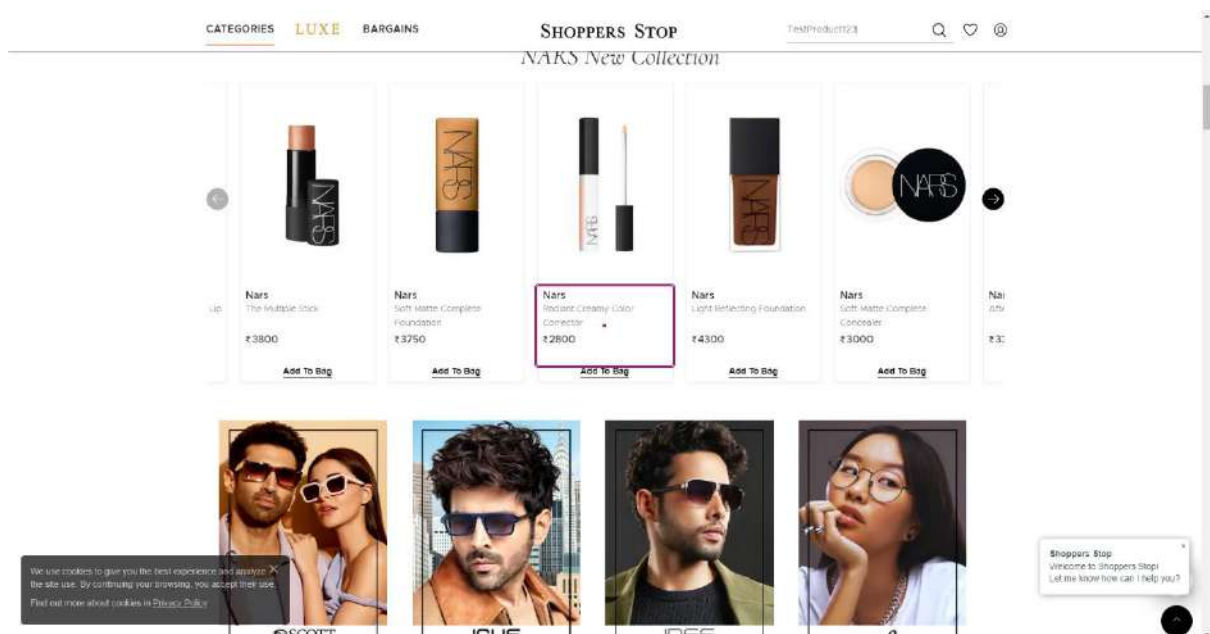 CATEGORIES LUXE BARGAINS SHOPPERS STOP TestProduct123
NARS New Collection
NARS
NARS
NARS
NARS
NARS
Nars
The Multiple Stick
₹3800
Add To Bag
Nars
Soft Matte Complete
Foundation
₹3750
Add To Bag
Nars
Radiant Creamy Color
Corrector
₹2800
Add To Bag
Nars
Light Reflecting Foundation
₹4300
Add To Bag
Nars
Soft Matte Complete
Concealer
₹3000
Add To Bag
We use cookies to give you the best experience and analyze
the site use. By continuing your browsing, you accept their use.
Find out more about cookies in Privacy Policy
Shoppers Stop
Welcome to Shoppers Stop!
Let me know how can I help you?